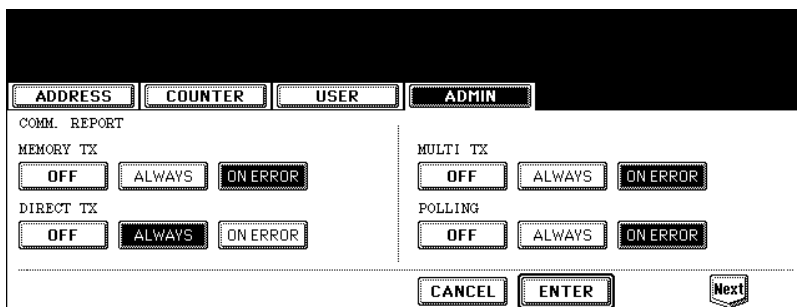 ADDRESS COUNTER USER ADMIN
COMM. REPORT
MEMORY TX
OFF ALWAYS ON ERROR
MULTI TX
OFF ALWAYS ON ERROR
DIRECT TX
OFF ALWAYS ON ERROR
POLLING
OFF ALWAYS ON ERROR
CANCEL ENTER Next